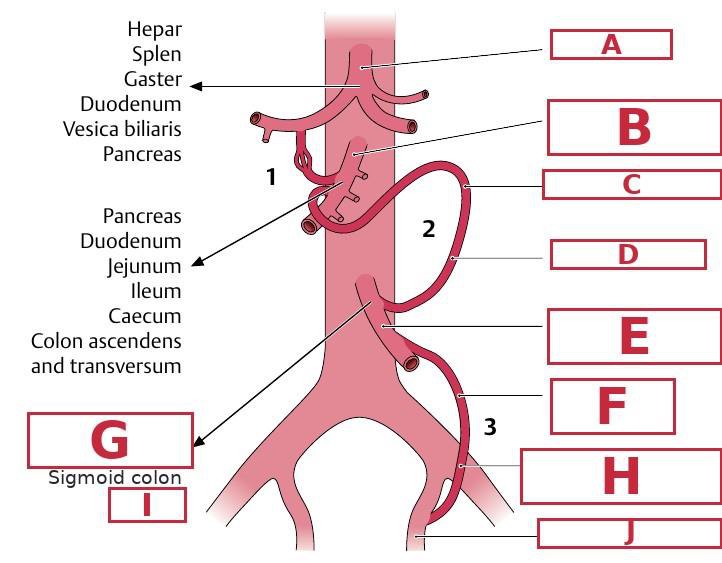 Hepar
Splen
Gaster
Duodenum
Vesica biliaris
Pancreas
A
B
1
C
Pancreas
Duodenum
Jejunum
Ileum
Caecum
Colon ascendens
and transversum
2
D
E
F
G
3
Sigmoid colon
H
I
J